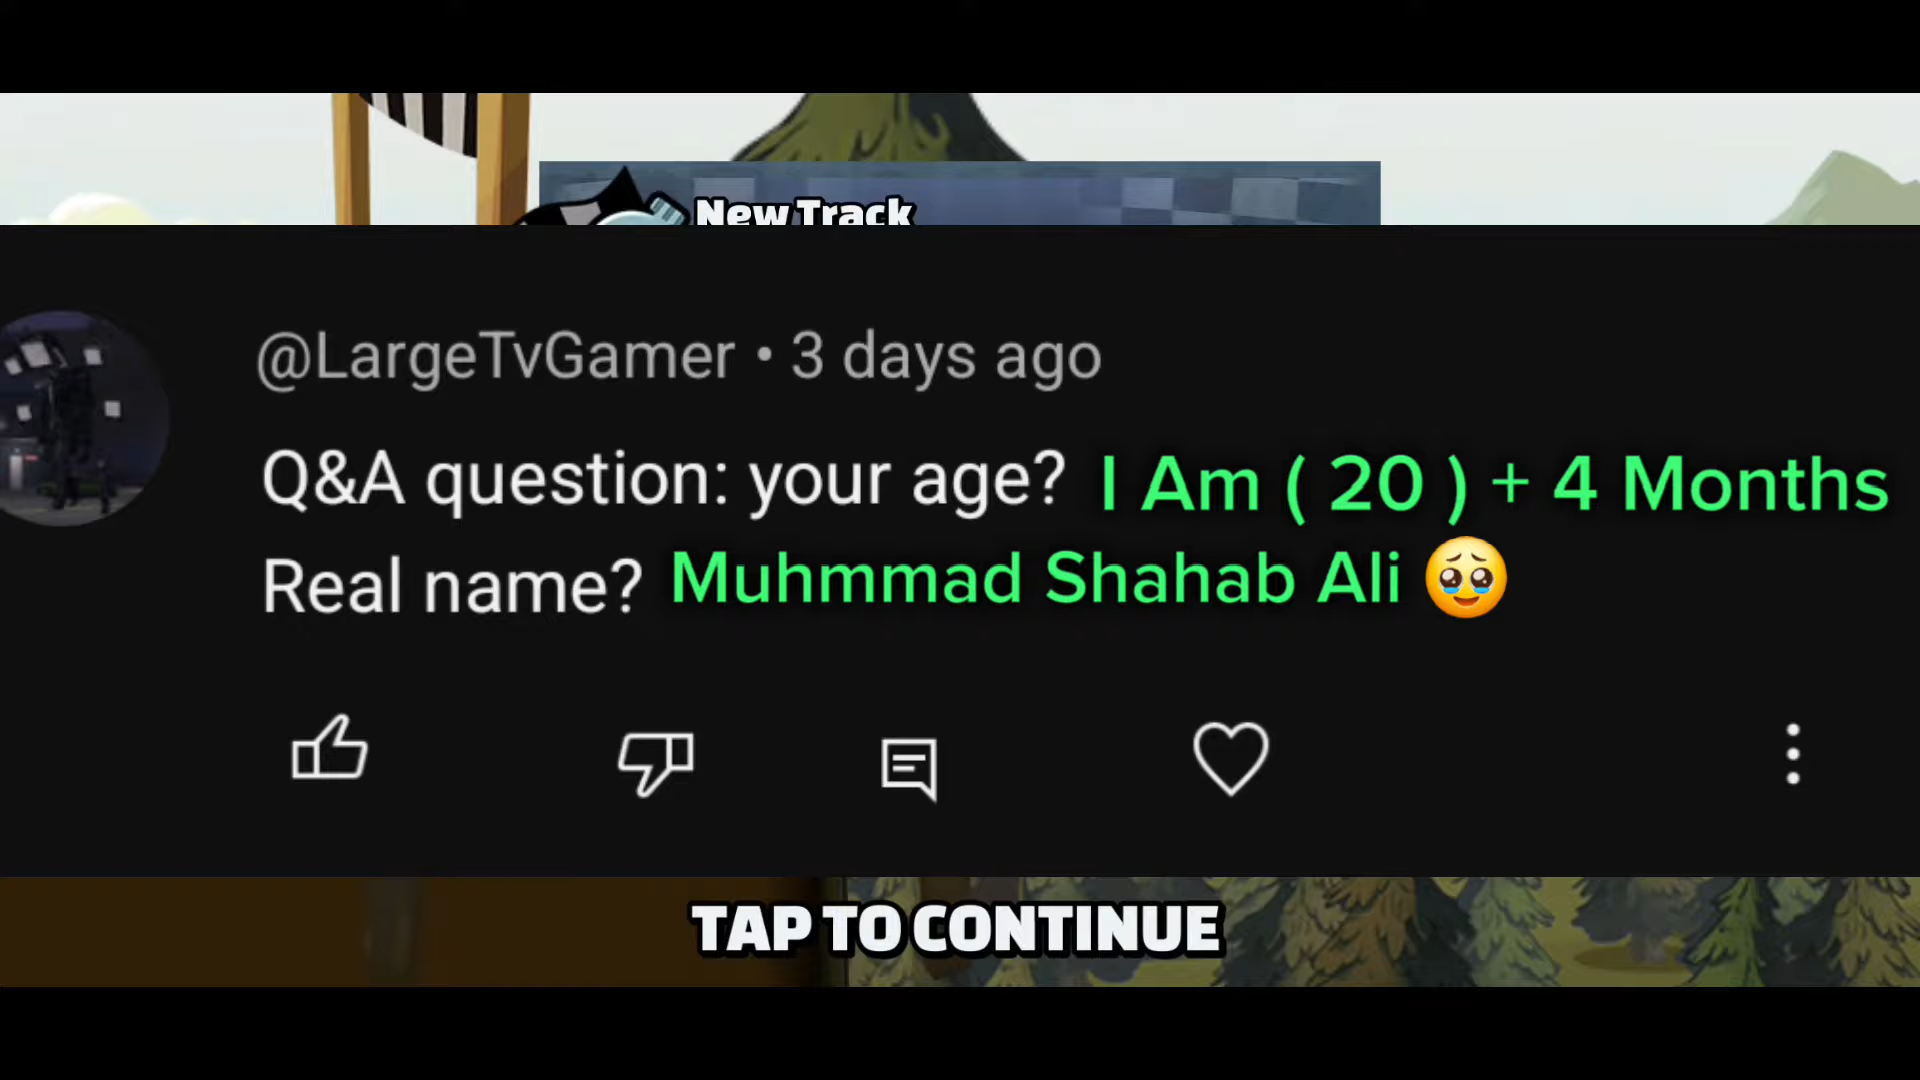 New Track
@LargeTvGamer • 3 days ago
Q&A question: your age? I Am ( 20 ) + 4 Months
Real name? Muhmmad Shahab Ali 🥹
TAP TO CONTINUE